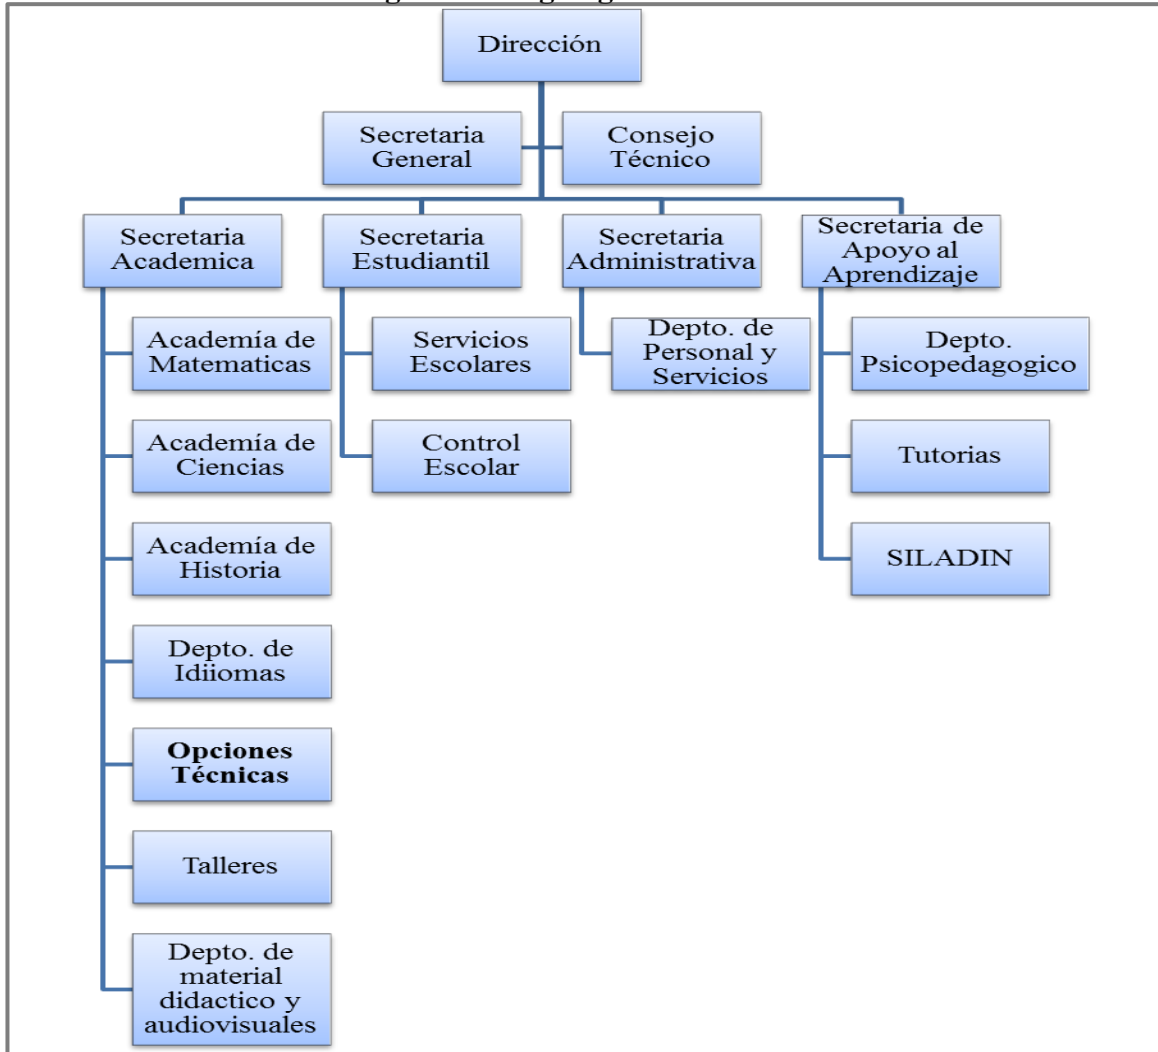 Dirección
Secretaria
General
Consejo
Técnico
Secretaria
Academica
Secretaria
Estudiantil
Secretaria
Administrativa
Secretaria de
Apoyo al
Aprendizaje
Academía de
Matematicas
Academía de
Ciencias
Academía de
Historia
Depto. de
Idiiomas
Opciones
Técnicas
Talleres
Depto. de
material
didactico y
audiovisuales
Servicios
Escolares
Control
Escolar
Depto. de
Personal y
Servicios
Depto.
Psicopedagogico
Tutorias
SILADIN